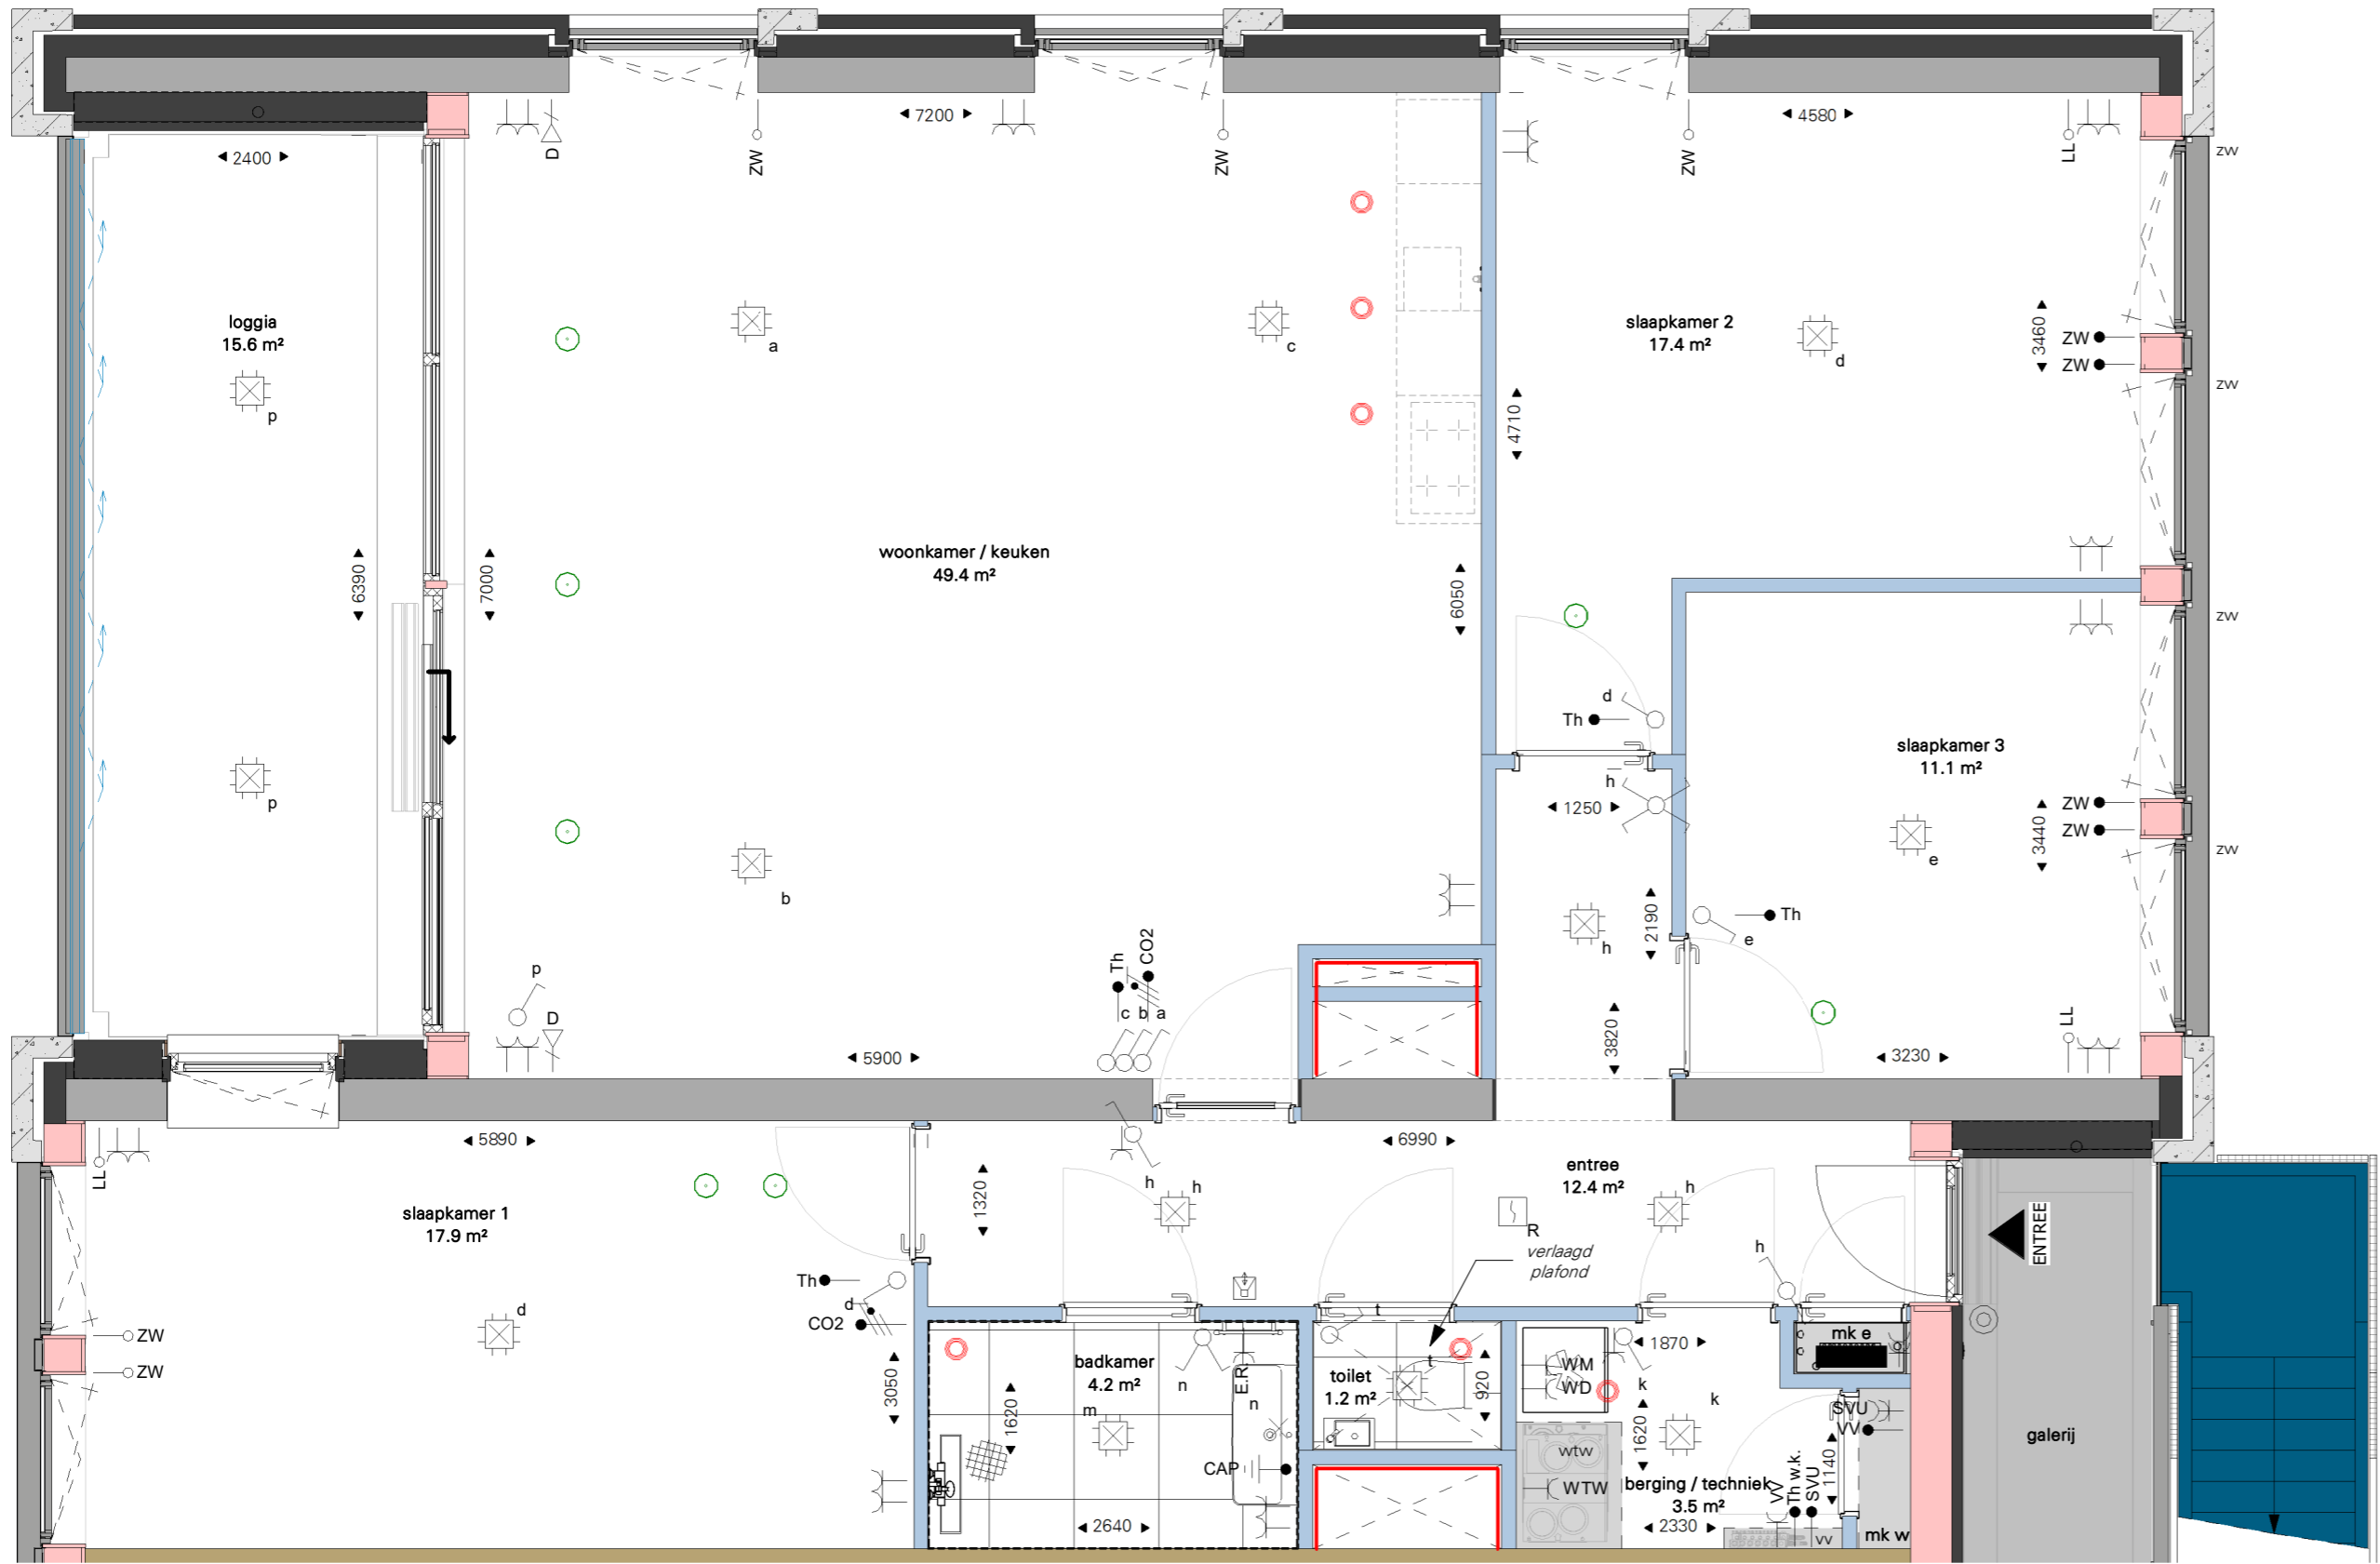 7200
4580
2400
D
ZW
ZW
ZW
LL
ZW
loggia
15.6 m²
a
c
slaapkamer 2
17.4 m²
d
3460
ZW
ZW
ZW
p
4710
woonkamer / keuken
49.4 m²
6390
7000
6050
ZW
d
Th
slaapkamer 3
11.1 m²
h
p
1250
ZW
ZW
3440
ZW
e
b
2190
Th
e
h
p
D
Th
CO2
c b a
3820
LL
5900
3230
5890
6990
LL
h
h
1320
entree
12.4 m²
h
slaapkamer 1
17.9 m²
R
verlaagd
plafond
h
ENTREE
Th
d
CO2
d
t
ZW
ZW
badkamer
4.2 m²
n
E.R
n
m
3050
1620
toilet
1.2 m²
t
920
WM
WD
1870
k
k
mk e
SVU
VV
galerij
1620
1140
CAP
wtw
WTW
berging / techniek
3.5 m²
VV
Th w.k.
SVU
2640
2330
vv
mk w